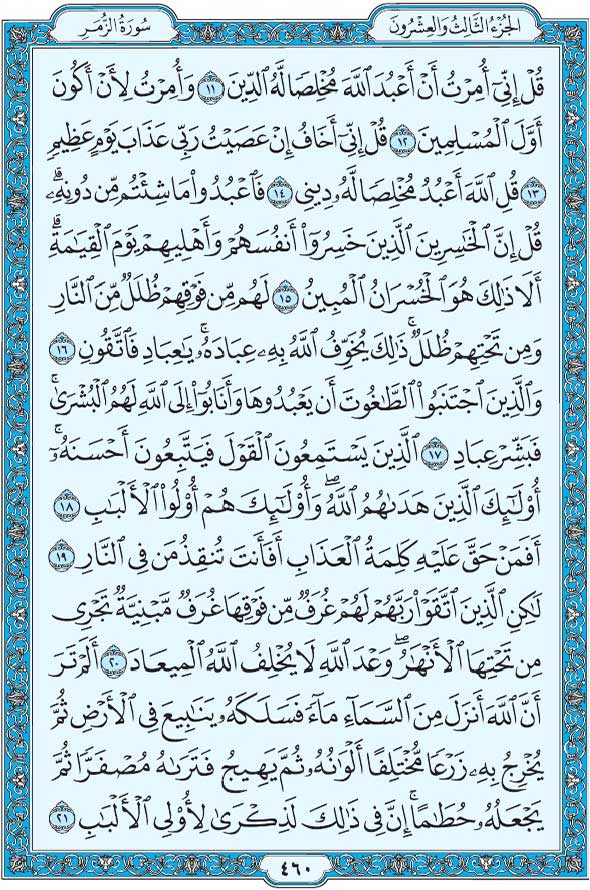 الجُزْءُ الثَّالِثُ وَالعِشْرُونَ
سُورَةُ الزُّمَرِ
قُلْ إِنِّىٓ أُمِرْتُ أَنْ أَعْبُدَ ٱللَّهَ مُخْلِصًا لَّهُ ٱلدِّينَ ١١ وَأُمِرْتُ لِأَنْ أَكُونَ
أَوَّلَ ٱلْمُسْلِمِينَ ١٢ قُلْ إِنِّىٓ أَخَافُ إِنْ عَصَيْتُ رَبِّى عَذَابَ يَوْمٍ عَظِيمٍ
١٣ قُلِ ٱللَّهَ أَعْبُدُ مُخْلِصًا لَّهُۥ دِينِى ١٤ فَٱعْبُدُوا۟ مَا شِئْتُم مِّن دُونِهِۦۗ
قُلْ إِنَّ ٱلْخَٰسِرِينَ ٱلَّذِينَ خَسِرُوٓا۟ أَنفُسَهُمْ وَأَهْلِيهِمْ يَوْمَ ٱلْقِيَٰمَةِۗ
أَلَا ذَٰلِكَ هُوَ ٱلْخُسْرَانُ ٱلْمُبِينُ ١٥ لَهُم مِّن فَوْقِهِمْ ظُلَلٌ مِّنَ ٱلنَّارِ
وَمِن تَحْتِهِمْ ظُلَلٌۚ ذَٰلِكَ يُخَوِّفُ ٱللَّهُ بِهِۦ عِبَادَهُۥۚ يَٰعِبَادِ فَٱتَّقُونِ ١٦
وَٱلَّذِينَ ٱجْتَنَبُوا۟ ٱلطَّٰغُوتَ أَن يَعْبُدُوهَا وَأَنَابُوٓا۟ إِلَى ٱللَّهِ لَهُمُ ٱلْبُشْرَىٰۚ
فَبَشِّرْ عِبَادِ ١٧ ٱلَّذِينَ يَسْتَمِعُونَ ٱلْقَوْلَ فَيَتَّبِعُونَ أَحْسَنَهُۥٓۚ
أُو۟لَٰٓئِكَ ٱلَّذِينَ هَدَىٰهُمُ ٱللَّهُۖ وَأُو۟لَٰٓئِكَ هُمْ أُو۟لُوا۟ ٱلْأَلْبَٰبِ ١٨
أَفَمَنْ حَقَّ عَلَيْهِ كَلِمَةُ ٱلْعَذَابِ أَفَأَنتَ تُنقِذُ مَن فِى ٱلنَّارِ ١٩
لَٰكِنِ ٱلَّذِينَ ٱتَّقَوْا۟ رَبَّهُمْ لَهُمْ غُرَفٌ مِّن فَوْقِهَا غُرَفٌ مَّبْنِيَّةٌ تَجْرِى
مِن تَحْتِهَا ٱلْأَنْهَٰرُۖ وَعْدَ ٱللَّهِ لَا يُخْلِفُ ٱللَّهُ ٱلْمِيعَادَ ٢٠ أَلَمْ تَرَ
أَنَّ ٱللَّهَ أَنزَلَ مِنَ ٱلسَّمَآءِ مَآءً فَسَلَكَهُۥ يَنَٰبِيعَ فِى ٱلْأَرْضِ ثُمَّ
يُخْرِجُ بِهِۦ زَرْعًا مُّخْتَلِفًا أَلْوَٰنُهُۥ ثُمَّ يَهِيجُ فَتَرَىٰهُ مُصْفَرًّا ثُمَّ
يَجْعَلُهُۥ حُطَٰمًاۚ إِنَّ فِى ذَٰلِكَ لَذِكْرَىٰ لِأُو۟لِى ٱلْأَلْبَٰبِ ٢١
٤٦٠